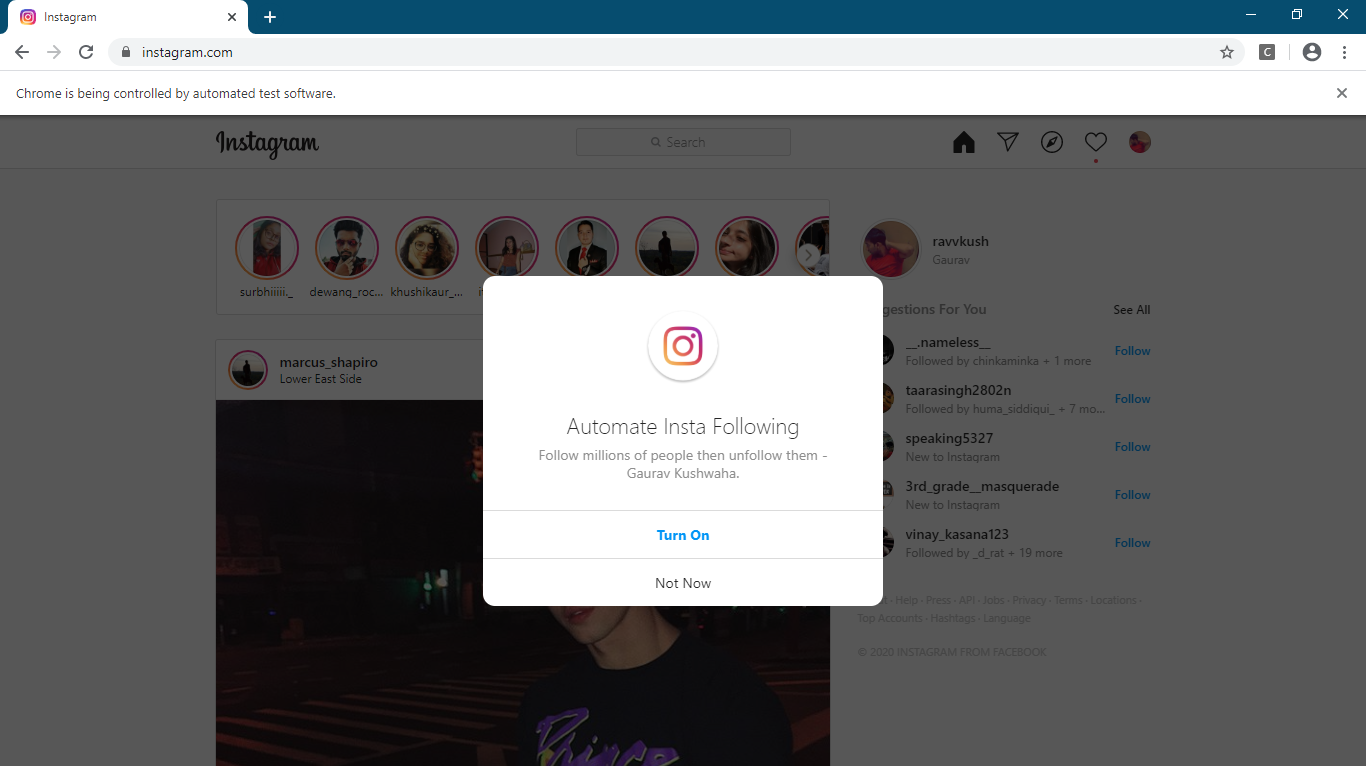 Instagram
instagram.com
C
Chrome is being controlled by automated test software.
Instagram
Search
surbhiiiii._
dewang_roc...
khushikaur_...
ravvkush
Gaurav
gestions For You
See All
marcus_shapiro
Lower East Side
__.nameless__
Followed by chinkaminka + 1 more
Follow
taarasingh2802n
Followed by huma_siddiqui_ + 7 mo...
Follow
speaking5327
New to Instagram
Follow
3rd_grade__masquerade
New to Instagram
Follow
vinay_kasana123
Followed by _d_rat + 19 more
Follow
Automate Insta Following
Follow millions of people then unfollow them -
Gaurav Kushwaha.
Turn On
Not Now
· Help · Press · API · Jobs · Privacy · Terms · Locations ·
Top Accounts · Hashtags · Language
© 2020 INSTAGRAM FROM FACEBOOK
Prince